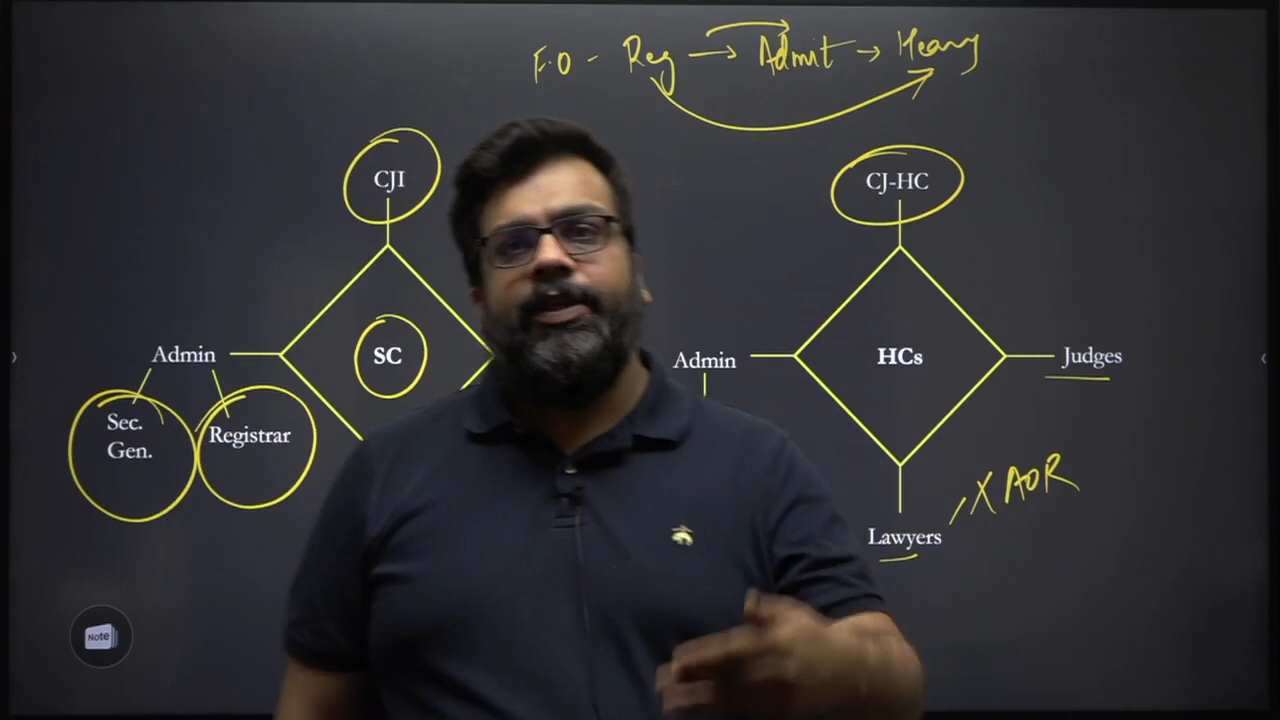 F.O - Reg → Admit → Hearing
CJI
CJ-HC
Admin
SC
Admin
HCs
Judges
Sec.
Gen.
Registrar
X AOR
Lawyers
Note